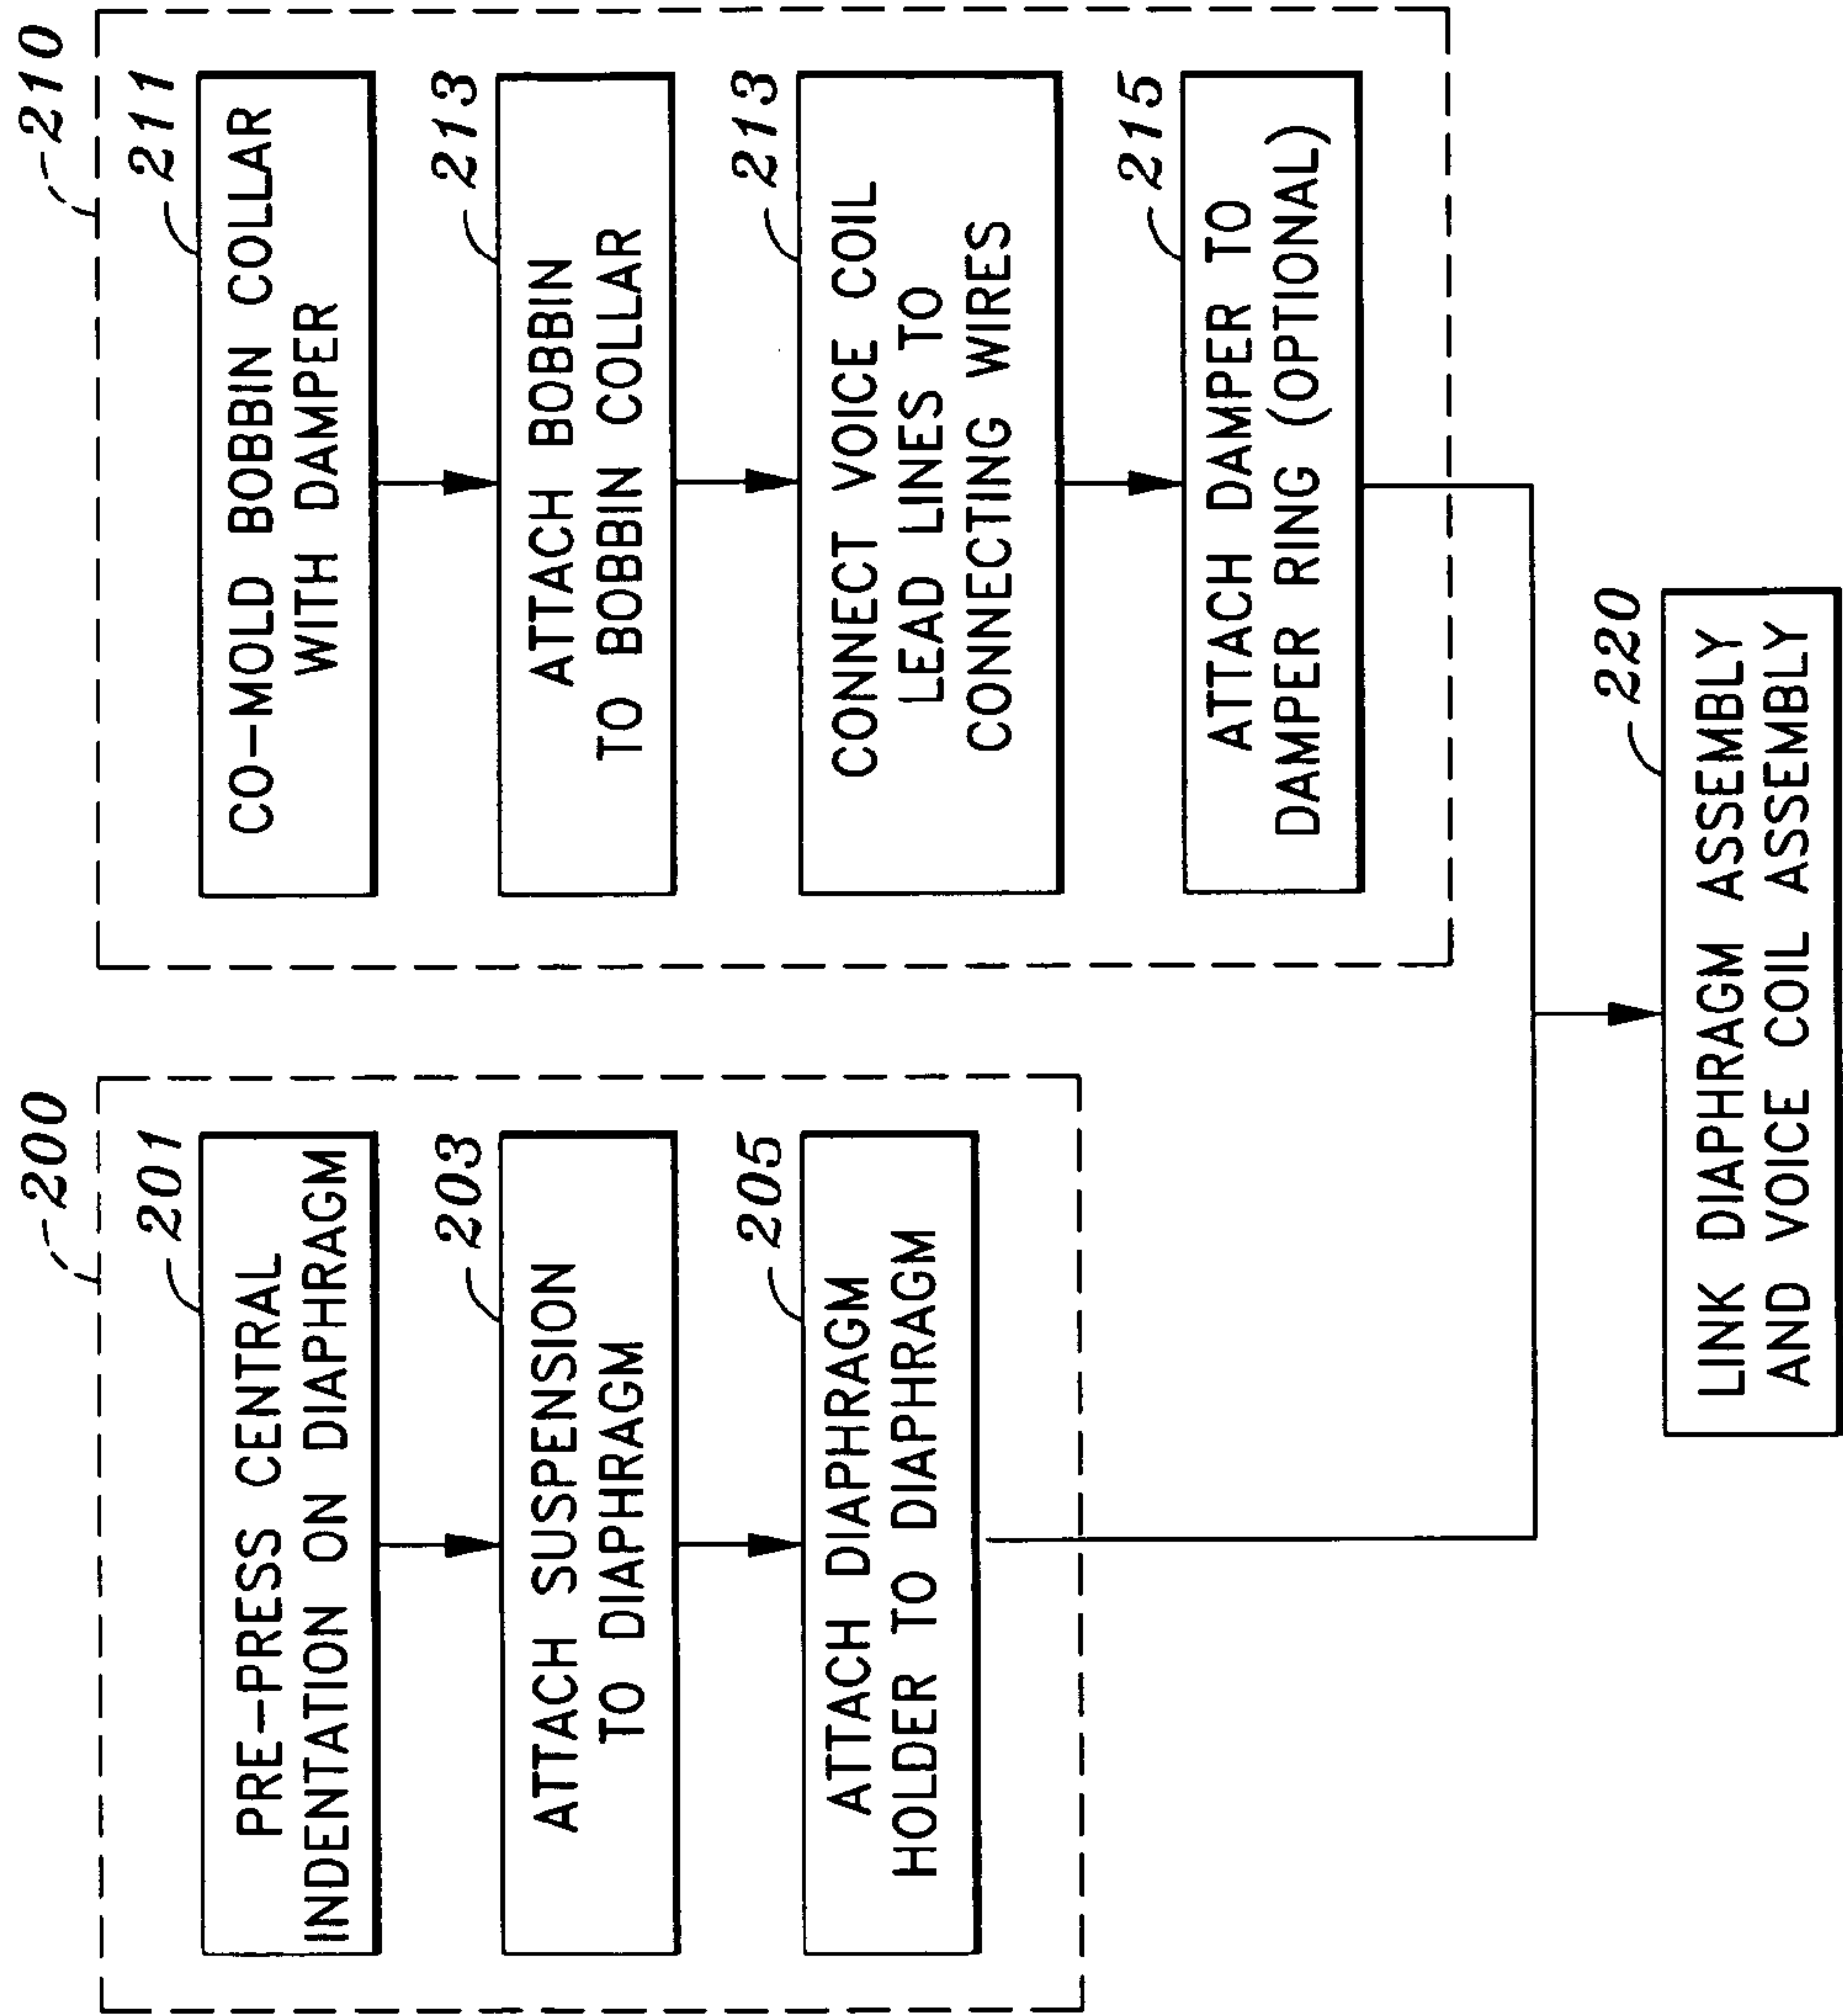 200
201
PRE-PRESS CENTRAL
INDENTATION ON DIAPHRAGM
203
ATTACH SUSPENSION
TO DIAPHRAGM
205
ATTACH DIAPHRAGM
HOLDER TO DIAPHRAGM
210
211
CO-MOLD BOBBIN COLLAR
WITH DAMPER
213
ATTACH BOBBIN
TO BOBBIN COLLAR
213
CONNECT VOICE COIL
LEAD LINES TO
CONNECTING WIRES
215
ATTACH DAMPER TO
DAMPER RING (OPTIONAL)
220
LINK DIAPHRAGM ASSEMBLY
AND VOICE COIL ASSEMBLY